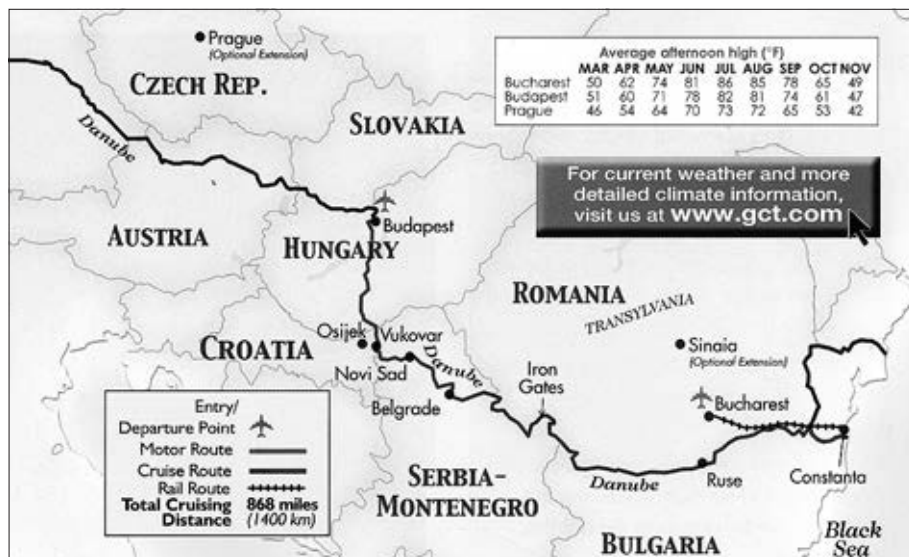 Prague
(Optional Extension)
CZECH REP.
SLOVAKIA
Danube
AUSTRIA
Budapest
HUNGARY
ROMANIA
TRANSYLVANIA
Osijek
Vukovar
CROATIA
Novi Sad
Danube
Belgrade
Iron
Gates
Sinaia
(Optional Extension)
Bucharest
Constanta
Ruse
Danube
SERBIA-
MONTENEGRO
BULGARIA
Black
Sea
Average afternoon high (°F)
MAR APR MAY JUN JUL AUG SEP OCT NOV
Bucharest 50 62 74 81 86 85 78 65 49
Budapest 51 60 71 78 82 81 74 61 47
Prague 46 54 64 70 73 72 65 53 42
For current weather and more
detailed climate information,
visit us at www.gct.com
Entry/
Departure Point
Motor Route
Cruise Route
Rail Route
Total Cruising 868 miles
Distance (1400 km)